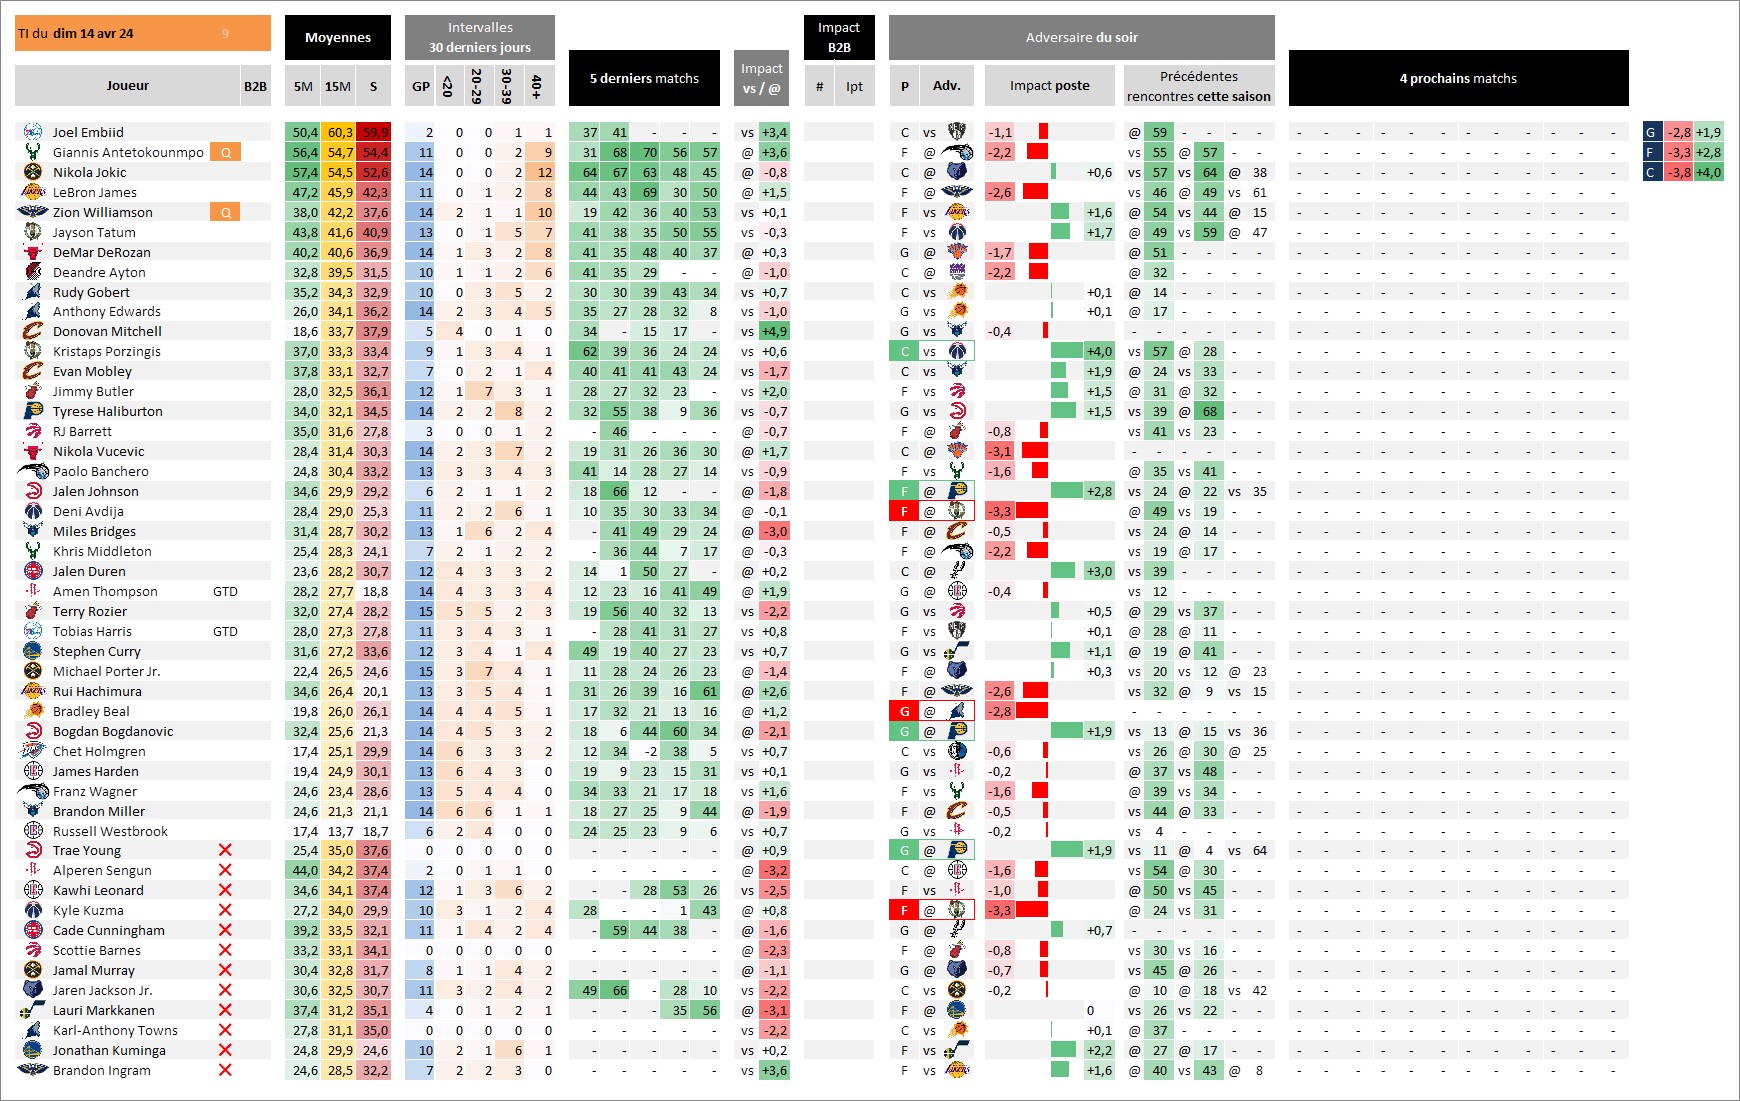 TI du dim 14 avr 24 9
Moyennes
Intervalles
30 derniers jours
5 derniers matchs
Impact
vs / @
Impact
B2B
Adversaire du soir
4 prochains matchs
Joueur B2B 5M 15M S GP <20 20-29 30-39 40+ # Ipt P Adv. Impact poste Précédentes
rencontres cette saison
Joel Embiid 50,4 60,3 59,9 2 0 0 1 1 37 41 - - - vs +3,4 C vs -1,1 @ 59 - - - - - - - - - - - - - - - - G -2,8 +1,9
Giannis Antetokounmpo Q 56,4 54,7 54,4 11 0 0 2 9 31 68 70 56 57 @ +3,6 F @ -2,2 vs 55 @ 57 - - - - - - - - - - - - - - F -3,3 +2,8
Nikola Jokic 57,4 54,5 52,6 14 0 0 2 12 64 67 63 48 45 @ -0,8 C @ +0,6 vs 57 vs 64 @ 38 - - - - - - - - - - - - C -3,8 +4,0
LeBron James 47,2 45,9 42,3 11 0 1 2 8 44 43 69 30 50 @ +1,5 F @ -2,6 vs 46 @ 49 vs 61 - - - - - - - - - - - -
Zion Williamson Q 38,0 42,2 37,6 14 2 1 1 10 19 42 36 40 53 vs +0,1 F vs +1,6 @ 54 vs 44 @ 15 - - - - - - - - - - - -
Jayson Tatum 43,8 41,6 40,9 13 0 1 5 7 41 38 35 50 55 vs -0,3 F vs +1,7 @ 49 vs 59 @ 47 - - - - - - - - - - - -
DeMar DeRozan 40,2 40,6 36,9 14 1 3 2 8 41 35 48 40 37 @ +0,3 G @ -1,7 @ 51 - - - - - - - - - - - - - - - -
Deandre Ayton 32,8 39,5 31,5 10 1 1 2 6 41 35 29 - - @ -1,0 C @ -2,2 @ 32 - - - - - - - - - - - - - - - -
Rudy Gobert 35,2 34,3 32,9 10 0 3 5 2 30 30 39 43 34 vs +0,7 C vs +0,1 @ 14 - - - - - - - - - - - - - - - -
Anthony Edwards 26,0 34,1 36,2 14 2 3 4 5 35 27 28 32 8 vs -1,0 G vs +0,1 @ 17 - - - - - - - - - - - - - - - -
Donovan Mitchell 18,6 33,7 37,9 5 4 0 1 0 34 - 15 17 - vs +4,9 G vs -0,4 - - - - - - - - - - - - - - - - - -
Kristaps Porzingis 37,0 33,3 33,4 9 1 3 4 1 62 39 36 24 24 vs +0,6 C vs +4,0 vs 57 @ 28 - - - - - - - - - - - - - -
Evan Mobley 37,8 33,1 32,7 7 0 2 1 4 40 41 41 43 24 vs -1,7 C vs +1,9 @ 24 vs 33 - - - - - - - - - - - - - -
Jimmy Butler 28,0 32,5 36,1 12 1 7 3 1 28 27 32 23 - vs +2,0 F vs +1,5 @ 31 @ 32 - - - - - - - - - - - - - -
Tyrese Haliburton 34,0 32,1 34,5 14 2 2 8 2 32 55 38 9 36 vs -0,7 G vs +1,5 vs 39 @ 68 - - - - - - - - - - - - - -
RJ Barrett 35,0 31,6 27,8 3 0 0 1 2 - 46 - - - @ -0,7 F @ -0,8 vs 41 vs 23 - - - - - - - - - - - - - -
Nikola Vucevic 28,4 31,4 30,3 14 2 3 7 2 19 31 26 36 30 @ +1,7 C @ -3,1 - - - - - - - - - - - - - - - - - -
Paolo Banchero 24,8 30,4 33,2 13 3 3 4 3 41 14 28 27 14 vs -0,9 F vs -1,6 @ 35 vs 41 - - - - - - - - - - - - - -
Jalen Johnson 34,6 29,9 29,2 6 2 1 1 2 18 66 12 - - @ -1,8 F @ +2,8 vs 24 @ 22 vs 35 - - - - - - - - - - - -
Deni Avdija 28,4 29,0 25,3 11 2 2 6 1 10 35 30 33 34 @ -0,1 F @ -3,3 @ 49 vs 19 - - - - - - - - - - - - - -
Miles Bridges 31,4 28,7 30,2 13 1 6 2 4 - 41 49 29 24 @ -3,0 F @ -0,5 vs 24 @ 14 - - - - - - - - - - - - - -
Khris Middleton 25,4 28,3 24,1 7 2 1 2 2 - 36 44 7 17 @ -0,3 F @ -2,2 vs 19 @ 17 - - - - - - - - - - - - - -
Jalen Duren 23,6 28,2 30,7 12 4 3 3 2 14 1 50 27 - @ +0,2 C @ +3,0 vs 39 - - - - - - - - - - - - - - - -
Amen Thompson GTD 28,2 27,7 18,8 14 4 3 3 4 12 23 16 41 49 @ +1,9 G @ -0,4 vs 12 - - - - - - - - - - - - - - - -
Terry Rozier 32,0 27,4 28,2 15 5 5 2 3 19 56 40 32 13 vs -2,2 G vs +0,5 @ 29 vs 37 - - - - - - - - - - - - - -
Tobias Harris GTD 28,0 27,3 27,8 11 3 4 3 1 - 28 41 31 27 vs +0,8 F vs +0,1 @ 28 @ 11 - - - - - - - - - - - - - -
Stephen Curry 31,6 27,2 33,6 12 3 4 1 4 49 19 40 27 23 vs +0,7 G vs +1,1 @ 19 @ 41 - - - - - - - - - - - - - -
Michael Porter Jr. 22,4 26,5 24,6 15 3 7 4 1 11 28 24 26 23 @ -1,4 F @ +0,3 vs 20 vs 12 @ 23 - - - - - - - - - - - -
Rui Hachimura 34,6 26,4 20,1 13 3 5 4 1 31 26 39 16 61 @ +2,6 F @ -2,6 vs 32 @ 9 vs 15 - - - - - - - - - - - -
Bradley Beal 19,8 26,0 26,1 14 4 4 5 1 17 32 21 13 16 @ +1,2 G @ -2,8 - - - - - - - - - - - - - - - - - -
Bogdan Bogdanovic 32,4 25,6 21,3 14 4 5 3 2 18 6 44 60 34 @ -2,1 G @ +1,9 vs 13 @ 15 vs 36 - - - - - - - - - - - -
Chet Holmgren 17,4 25,1 29,9 14 6 3 3 2 12 34 -2 38 5 vs +0,7 C vs -0,6 vs 26 @ 30 @ 25 - - - - - - - - - - - -
James Harden 19,4 24,9 30,1 13 6 4 3 0 19 9 23 15 31 vs +0,1 G vs -0,2 @ 37 vs 48 - - - - - - - - - - - - - -
Franz Wagner 24,6 23,4 28,6 13 5 4 4 0 34 33 21 17 18 vs +1,6 F vs -1,6 @ 39 vs 34 - - - - - - - - - - - - - -
Brandon Miller 24,6 21,3 21,1 14 6 6 1 1 18 27 25 9 44 @ -1,9 F @ -0,5 vs 44 @ 33 - - - - - - - - - - - - - -
Russell Westbrook 17,4 13,7 18,7 6 2 4 0 0 24 25 23 9 6 vs +0,7 G vs -0,2 vs 4 - - - - - - - - - - - - - - - -
Trae Young 25,4 35,0 37,6 0 0 0 0 0 - - - - - @ +0,9 G @ +1,9 vs 11 @ 4 vs 64 - - - - - - - - - - - -
Alperen Sengun 44,0 34,2 37,4 2 0 1 1 0 - - - - - @ -3,2 C @ -1,6 vs 54 @ 30 - - - - - - - - - - - - - -
Kawhi Leonard 34,6 34,1 37,4 12 1 3 6 2 - - 28 53 26 vs -2,5 F vs -1,0 @ 50 vs 45 - - - - - - - - - - - - - -
Kyle Kuzma 27,2 34,0 29,9 10 3 1 2 4 28 - - 1 43 @ +0,8 F @ -3,3 @ 24 vs 31 - - - - - - - - - - - - - -
Cade Cunningham 39,2 33,5 32,1 11 1 4 2 4 - 59 44 38 - @ -1,6 G @ +0,7 - - - - - - - - - - - - - - - - - -
Scottie Barnes 33,2 33,1 34,1 0 0 0 0 0 - - - - - @ -2,3 F @ -0,8 vs 30 vs 16 - - - - - - - - - - - - - -
Jamal Murray 30,4 32,8 31,7 8 1 1 4 2 - - - - - @ -1,1 G @ -0,7 vs 45 @ 26 - - - - - - - - - - - - - -
Jaren Jackson Jr. 30,6 32,5 30,7 11 3 2 4 2 49 66 - 28 10 vs -2,2 C vs -0,2 @ 10 @ 18 vs 42 - - - - - - - - - - - -
Lauri Markkanen 37,4 31,2 35,1 4 0 1 2 1 - - - 35 56 @ -3,1 F @ 0 vs 26 vs 22 - - - - - - - - - - - - - -
Karl-Anthony Towns 27,8 31,1 35,0 0 0 0 0 0 - - - - - vs -2,2 C vs +0,1 @ 37 - - - - - - - - - - - - - - - -
Jonathan Kuminga 24,8 29,9 24,6 10 2 1 6 1 - - - - - vs +0,2 F vs +2,2 @ 27 @ 17 - - - - - - - - - - - - - -
Brandon Ingram 24,6 28,5 32,2 7 2 2 3 0 - - - - - vs +3,6 F vs +1,6 @ 40 vs 43 @ 8 - - - - - - - - - - - -